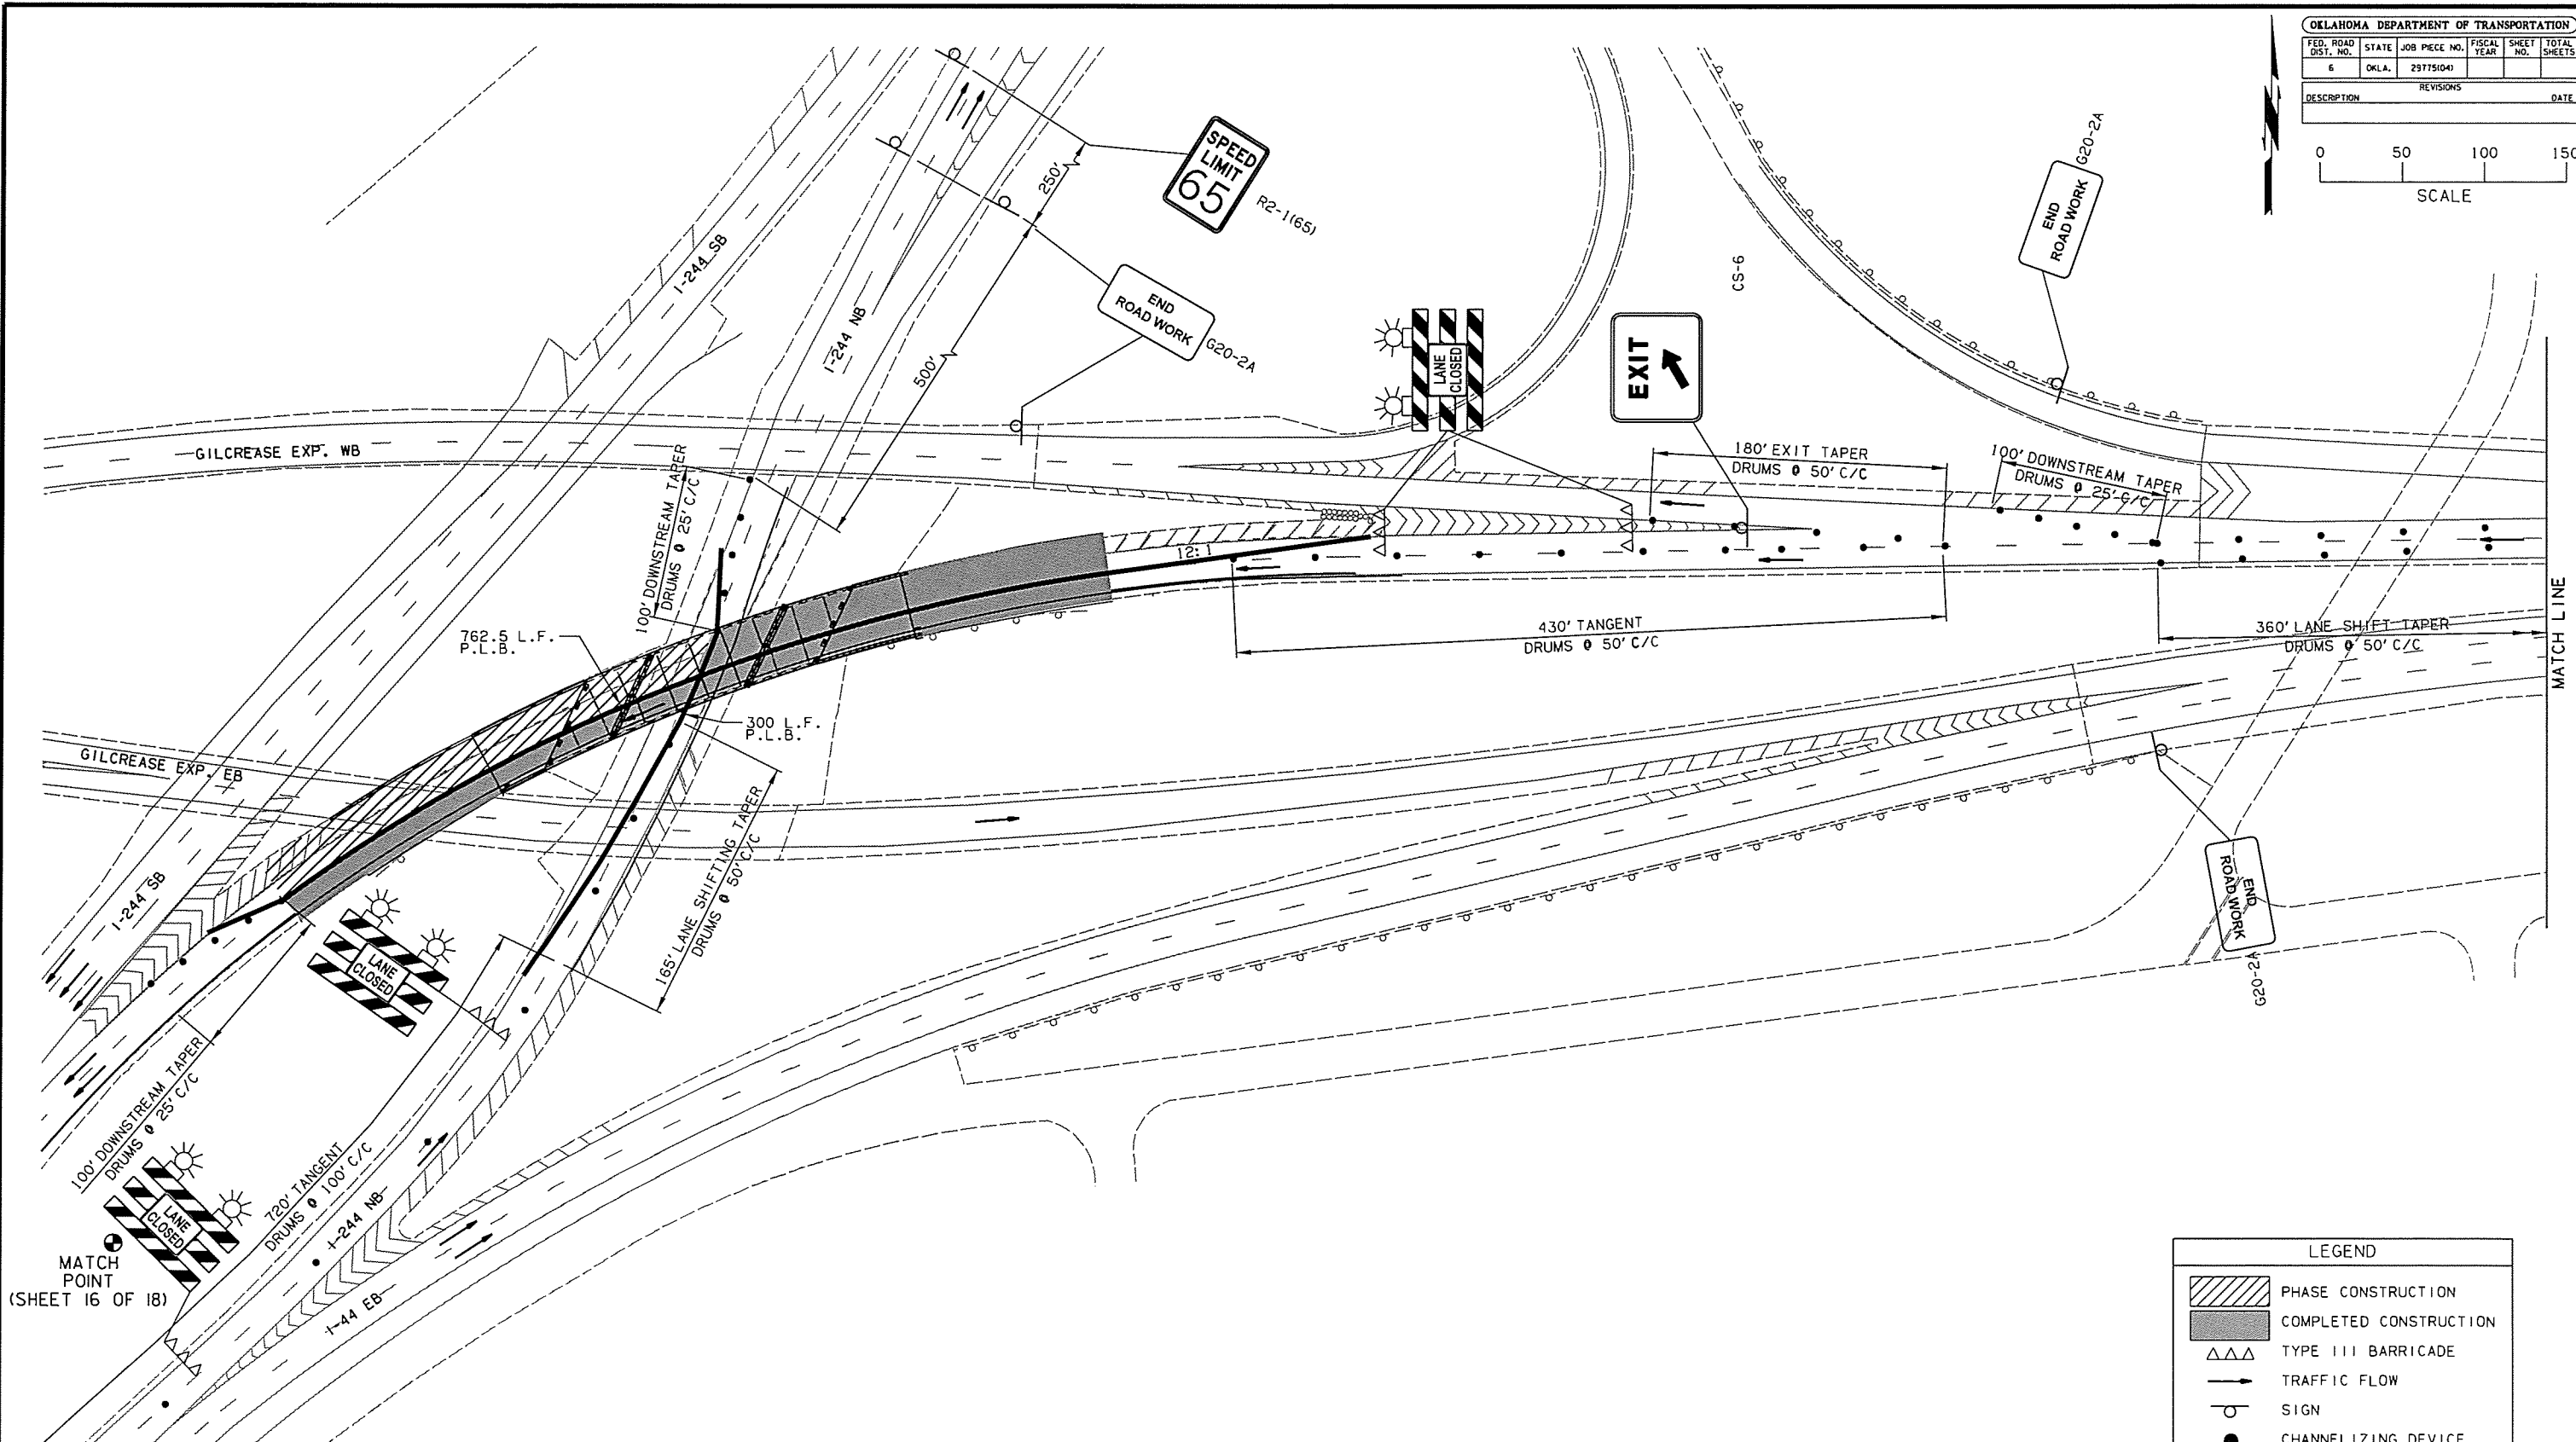 OKLAHOMA DEPARTMENT OF TRANSPORTATION
FED. ROAD DIST. NO.
STATE
JOB PIECE NO.
FISCAL YEAR
SHEET NO.
TOTAL SHEETS
6
OKLA.
29775(04)
REVISIONS
DESCRIPTION
DATE
0 50 100 150
SCALE
SPEED
LIMIT
65
R2-1(65)
250'
500'
END
ROAD WORK
G20-2A
I-244 SB
I-244 NB
GILCREASE EXP. WB
LANE
CLOSED
EXIT
CS-6
END
ROAD WORK
G20-2A
180' EXIT TAPER
DRUMS @ 50' C/C
100' DOWNSTREAM TAPER
DRUMS @ 25' C/C
100' DOWNSTREAM TAPER
DRUMS @ 25' C/C
12:1
762.5 L.F.
P.L.B.
300 L.F.
P.L.B.
430' TANGENT
DRUMS @ 50' C/C
360' LANE SHIFT TAPER
DRUMS @ 50' C/C
MATCH LINE
GILCREASE EXP. EB
165' LANE SHIFTING TAPER
DRUMS @ 50' C/C
END
ROAD WORK
G20-2A
I-244 SB
LANE
CLOSED
100' DOWNSTREAM TAPER
DRUMS @ 25' C/C
720' TANGENT
DRUMS @ 100' C/C
I-244 NB
LANE
CLOSED
MATCH
POINT
(SHEET 16 OF 18)
I-44 EB
LEGEND
PHASE CONSTRUCTION
COMPLETED CONSTRUCTION
TYPE III BARRICADE
TRAFFIC FLOW
SIGN
CHANNELIZING DEVICE